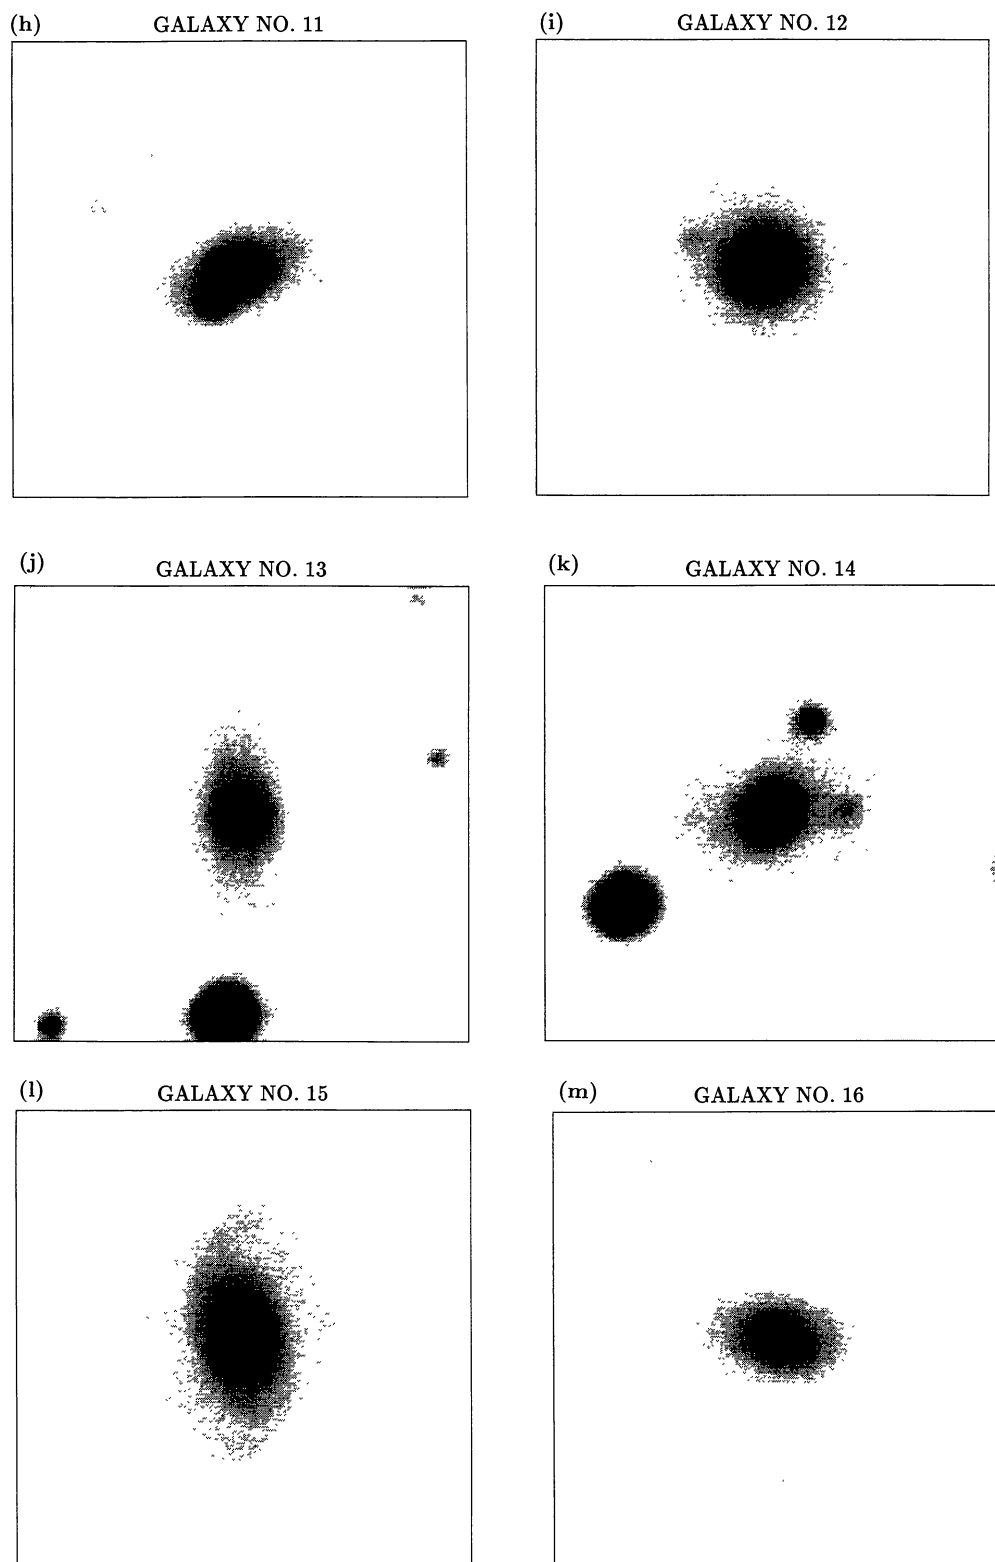 (h) GALAXY NO. 11
(i) GALAXY NO. 12
(j) GALAXY NO. 13
(k) GALAXY NO. 14
(l) GALAXY NO. 15
(m) GALAXY NO. 16